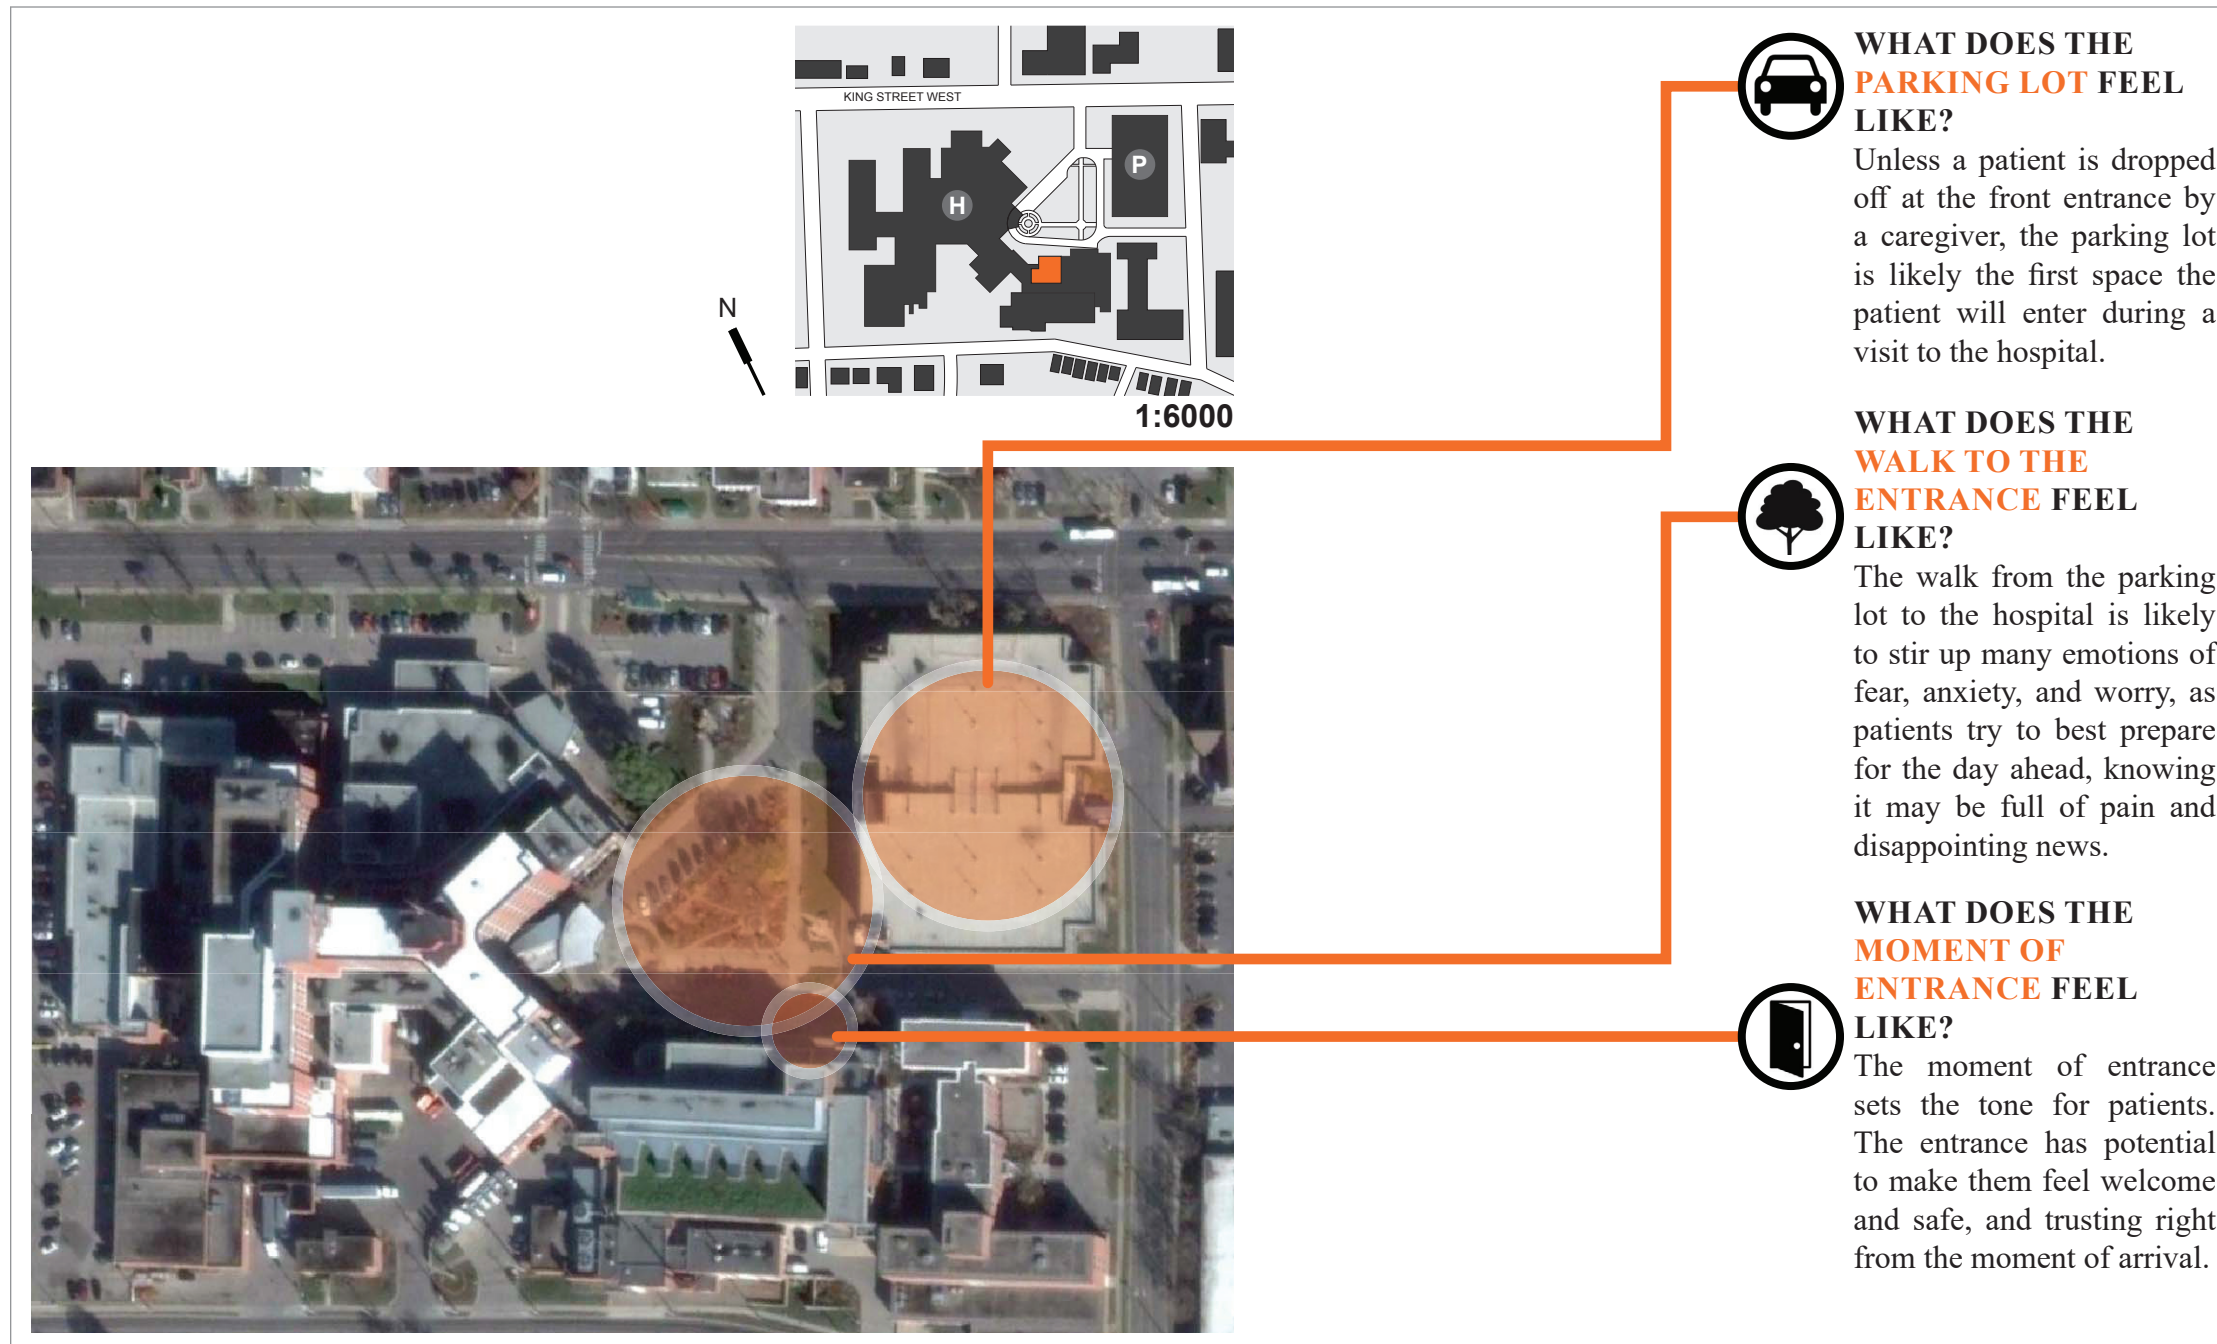 KING STREET WEST
H
P
N
1:6000
WHAT DOES THE
PARKING LOT FEEL
LIKE?
Unless a patient is dropped
off at the front entrance by
a caregiver, the parking lot
is likely the first space the
patient will enter during a
visit to the hospital.
WHAT DOES THE
WALK TO THE
ENTRANCE FEEL
LIKE?
The walk from the parking
lot to the hospital is likely
to stir up many emotions of
fear, anxiety, and worry, as
patients try to best prepare
for the day ahead, knowing
it may be full of pain and
disappointing news.
WHAT DOES THE
MOMENT OF
ENTRANCE FEEL
LIKE?
The moment of entrance
sets the tone for patients.
The entrance has potential
to make them feel welcome
and safe, and trusting right
from the moment of arrival.